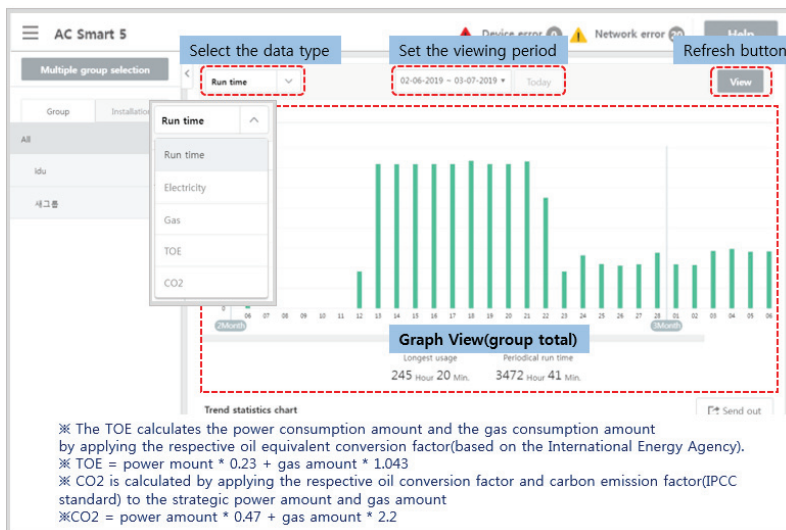 AC Smart 5
Device error 0
Network error 20
Help
Select the data type
Set the viewing period
Refresh button
Multiple group selection
Run time
02-06-2019 ~ 03-07-2019
Today
View
Group
Installation
All
Idu
새그룹
Run time
Run time
Electricity
Gas
TOE
CO2
0
06 07 08 09 10 11 12 13 14 15 16 17 18 19 20 21 22 23 24 25 26 27 28 01 02 03 04 05 06
2Month
3Month
Graph View(group total)
Longest usage
Periodical run time
245 Hour 20 Min.
3472 Hour 41 Min.
Trend statistics chart
Send out
※ The TOE calculates the power consumption amount and the gas consumption amount
by applying the respective oil equivalent conversion factor(based on the International Energy Agency).
※ TOE = power mount * 0.23 + gas amount * 1.043
※ CO2 is calculated by applying the respective oil conversion factor and carbon emission factor(IPCC
standard) to the strategic power amount and gas amount
※CO2 = power amount * 0.47 + gas amount * 2.2